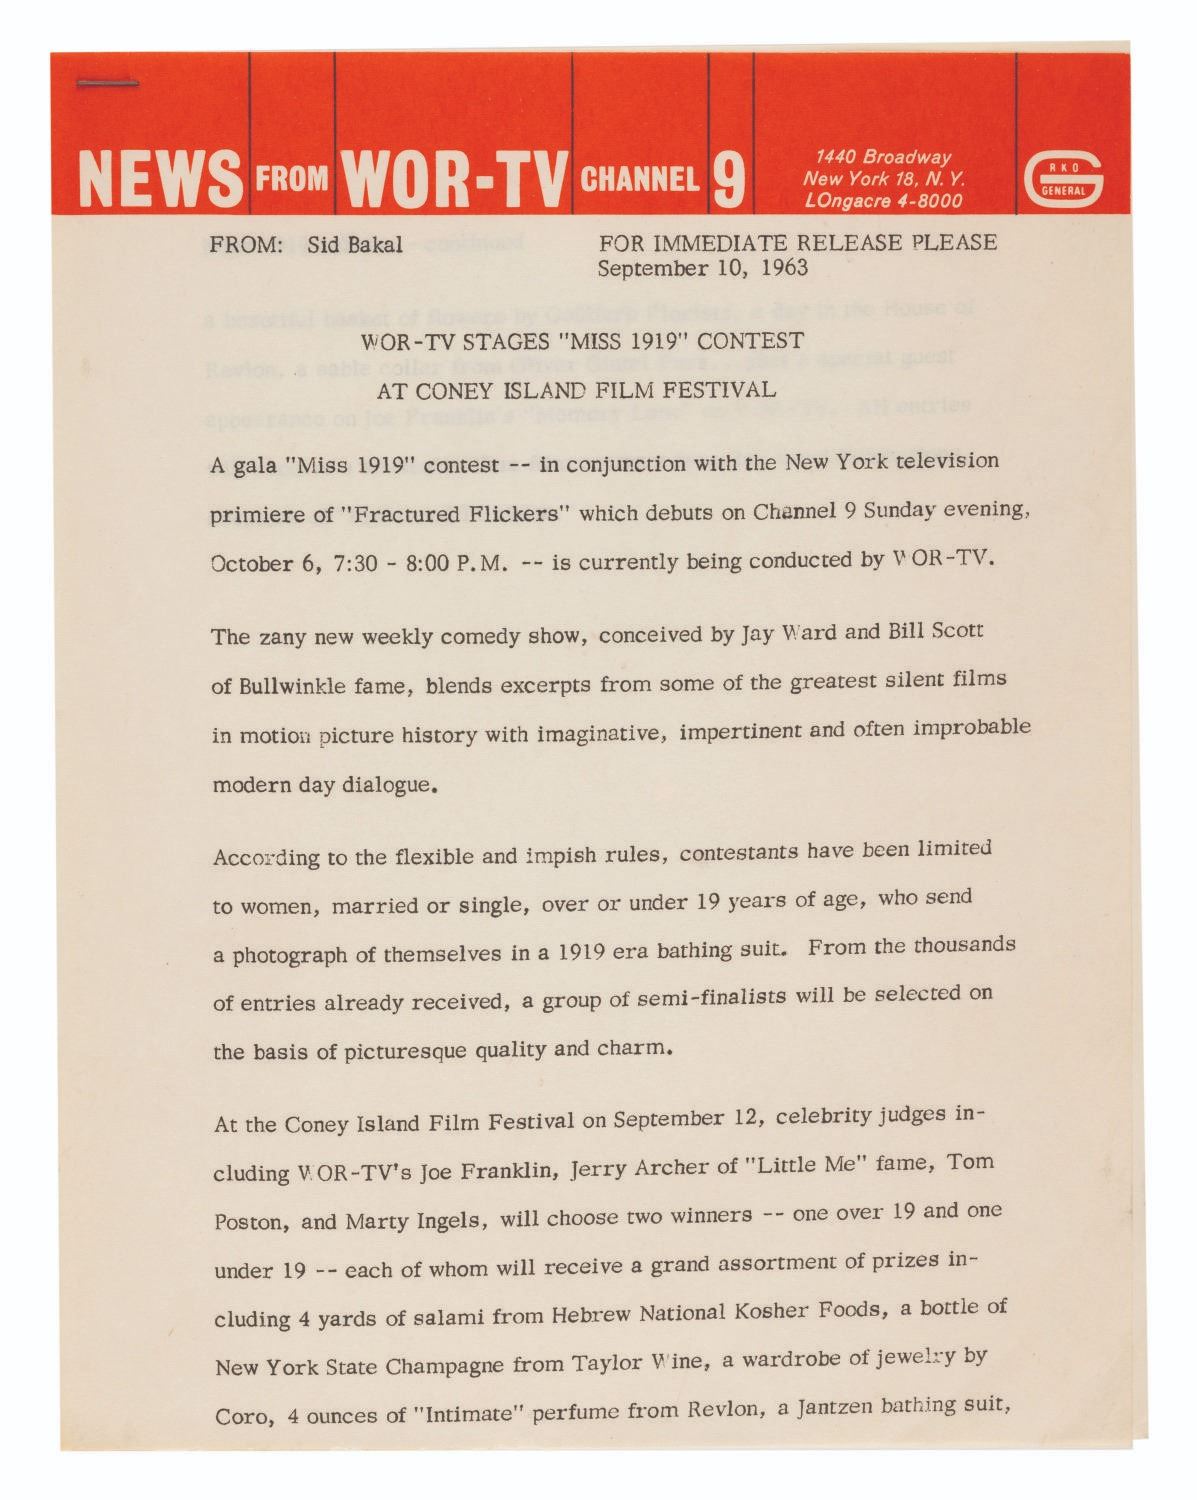 NEWS FROM WOR-TV CHANNEL 9
1440 Broadway
New York 18, N. Y.
LOngacre 4-8000
RKO
GENERAL
FROM: Sid Bakal
FOR IMMEDIATE RELEASE PLEASE
September 10, 1963
WOR-TV STAGES "MISS 1919" CONTEST
AT CONEY ISLAND FILM FESTIVAL
A gala "Miss 1919" contest -- in conjunction with the New York television
primiere of "Fractured Flickers" which debuts on Channel 9 Sunday evening,
October 6, 7:30 - 8:00 P.M. -- is currently being conducted by WOR-TV.
The zany new weekly comedy show, conceived by Jay Ward and Bill Scott
of Bullwinkle fame, blends excerpts from some of the greatest silent films
in motion picture history with imaginative, impertinent and often improbable
modern day dialogue.
According to the flexible and impish rules, contestants have been limited
to women, married or single, over or under 19 years of age, who send
a photograph of themselves in a 1919 era bathing suit. From the thousands
of entries already received, a group of semi-finalists will be selected on
the basis of picturesque quality and charm.
At the Coney Island Film Festival on September 12, celebrity judges in-
cluding WOR-TV's Joe Franklin, Jerry Archer of "Little Me" fame, Tom
Poston, and Marty Ingels, will choose two winners -- one over 19 and one
under 19 -- each of whom will receive a grand assortment of prizes in-
cluding 4 yards of salami from Hebrew National Kosher Foods, a bottle of
New York State Champagne from Taylor Wine, a wardrobe of jewelry by
Coro, 4 ounces of "Intimate" perfume from Revlon, a Jantzen bathing suit,